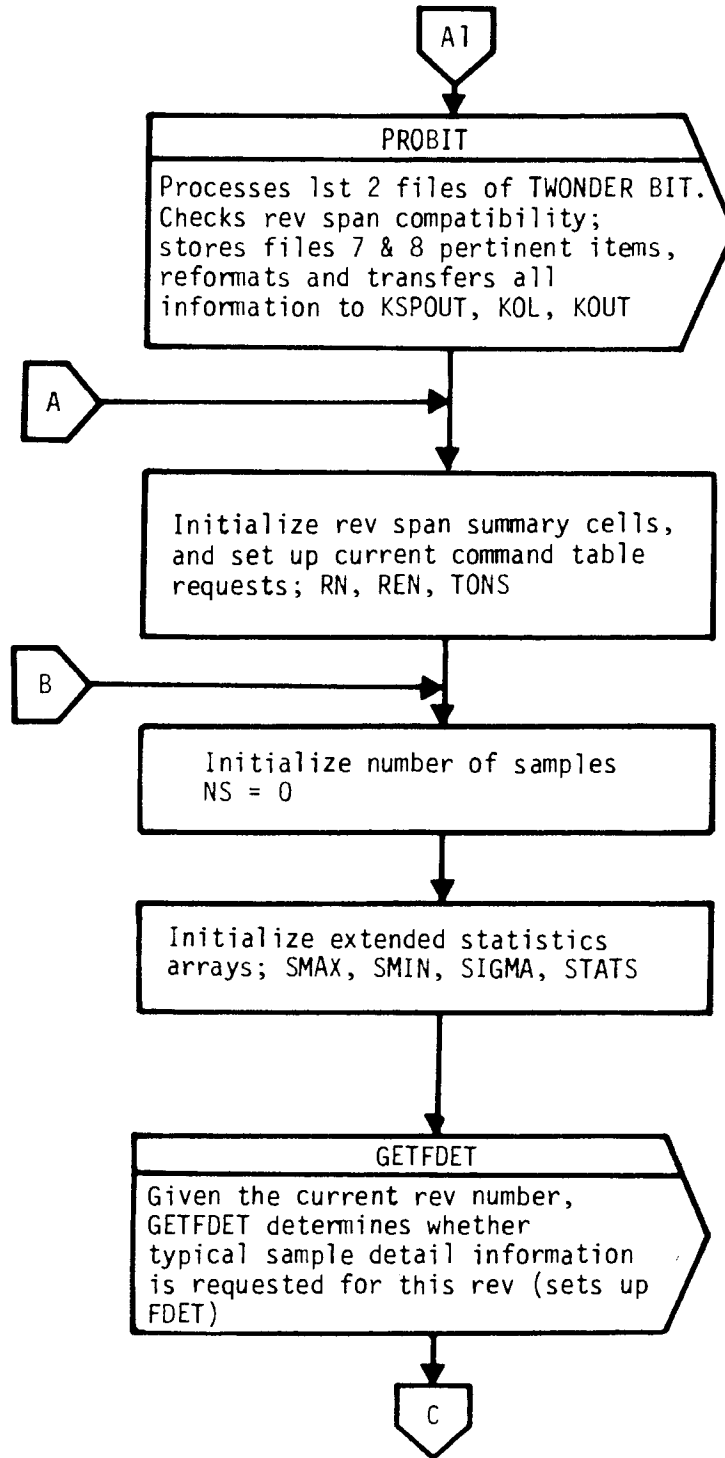 A1
PROBIT
Processes 1st 2 files of TWONDER BIT.
Checks rev span compatibility;
stores files 7 & 8 pertinent items,
reformats and transfers all
information to KSPOUT, KOL, KOUT
A
Initialize rev span summary cells,
and set up current command table
requests; RN, REN, TONS
B
Initialize number of samples
NS = 0
Initialize extended statistics
arrays; SMAX, SMIN, SIGMA, STATS
GETFDET
Given the current rev number,
GETFDET determines whether
typical sample detail information
is requested for this rev (sets up
FDET)
C